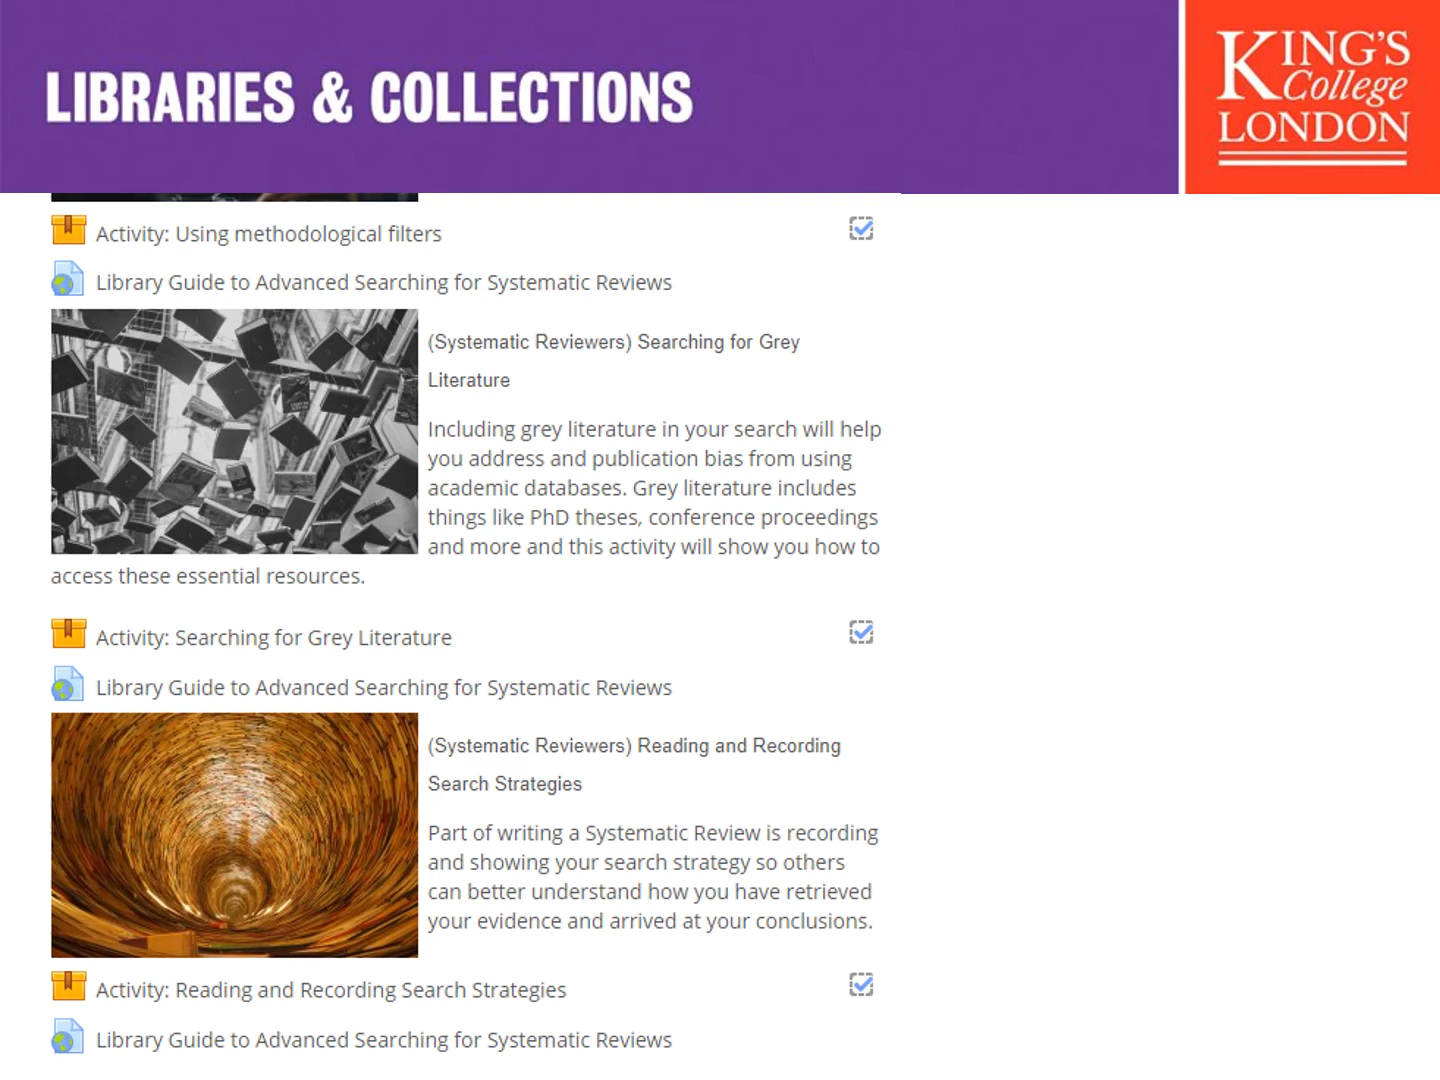 LIBRARIES & COLLECTIONS
KING'S
College
LONDON
Activity: Using methodological filters
Library Guide to Advanced Searching for Systematic Reviews
(Systematic Reviewers) Searching for Grey
Literature
Including grey literature in your search will help
you address and publication bias from using
academic databases. Grey literature includes
things like PhD theses, conference proceedings
and more and this activity will show you how to
access these essential resources.
Activity: Searching for Grey Literature
Library Guide to Advanced Searching for Systematic Reviews
(Systematic Reviewers) Reading and Recording
Search Strategies
Part of writing a Systematic Review is recording
and showing your search strategy so others
can better understand how you have retrieved
your evidence and arrived at your conclusions.
Activity: Reading and Recording Search Strategies
Library Guide to Advanced Searching for Systematic Reviews